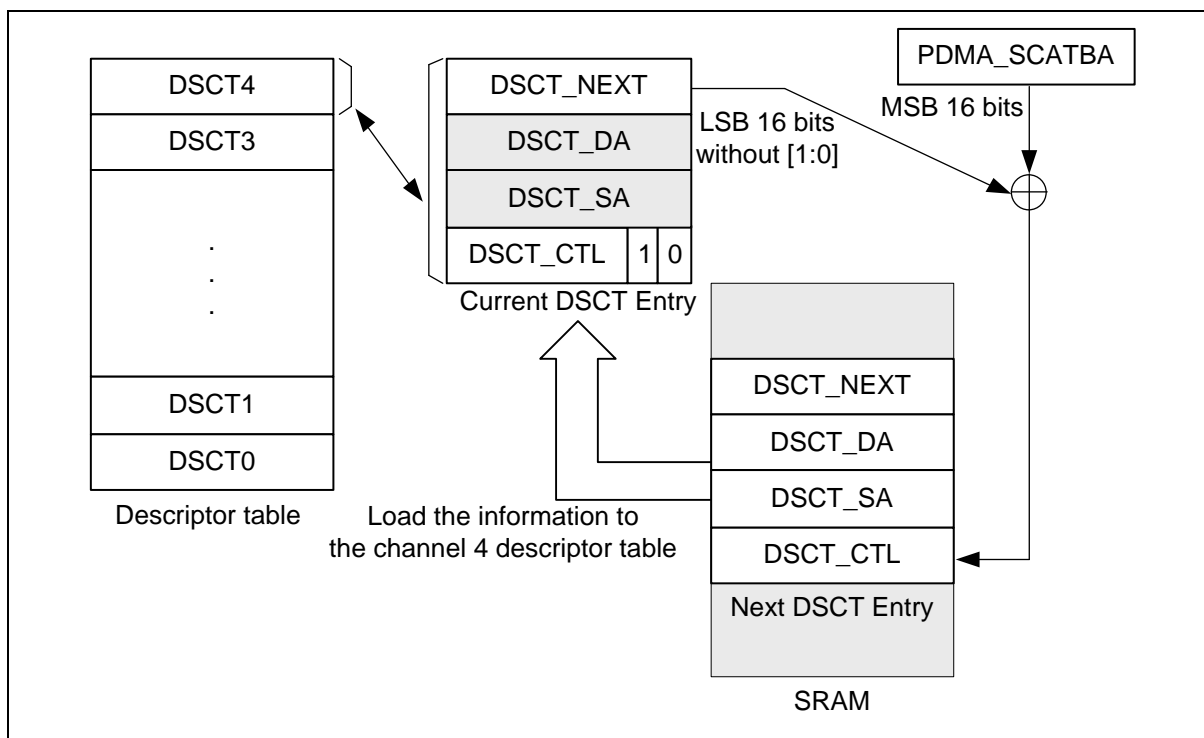 DSCT4
DSCT3
.
.
.
DSCT1
DSCT0
Descriptor table
DSCT_NEXT
DSCT_DA
DSCT_SA
DSCT_CTL 1 0
Current DSCT Entry
LSB 16 bits
without [1:0]
PDMA_SCATBA
MSB 16 bits
Load the information to
the channel 4 descriptor table
DSCT_NEXT
DSCT_DA
DSCT_SA
DSCT_CTL
Next DSCT Entry
SRAM